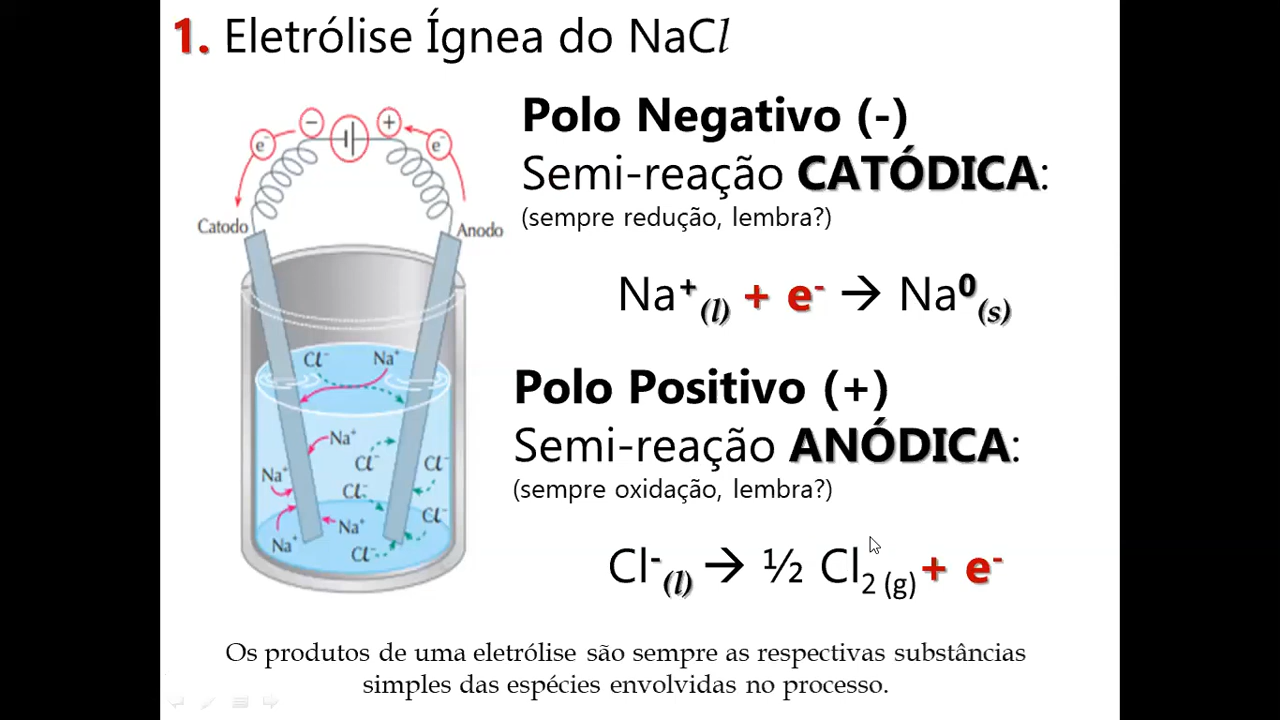 1. Eletrólise Ígnea do NaCl
Polo Negativo (-)
Semi-reação CATÓDICA:
(sempre redução, lembra?)
Na⁺(l) + e⁻ → Na⁰(s)
Polo Positivo (+)
Semi-reação ANÓDICA:
(sempre oxidação, lembra?)
Cl⁻(l) → ½ Cl₂ (g) + e⁻
− +
e⁻ e⁻
Catodo Anodo
Cl⁻ Na⁺
Na⁺
Cl⁻ Cl⁻
Na⁺
Cl⁻
Cl⁻
Na⁺
Na⁺
Cl⁻
Os produtos de uma eletrólise são sempre as respectivas substâncias
simples das espécies envolvidas no processo.